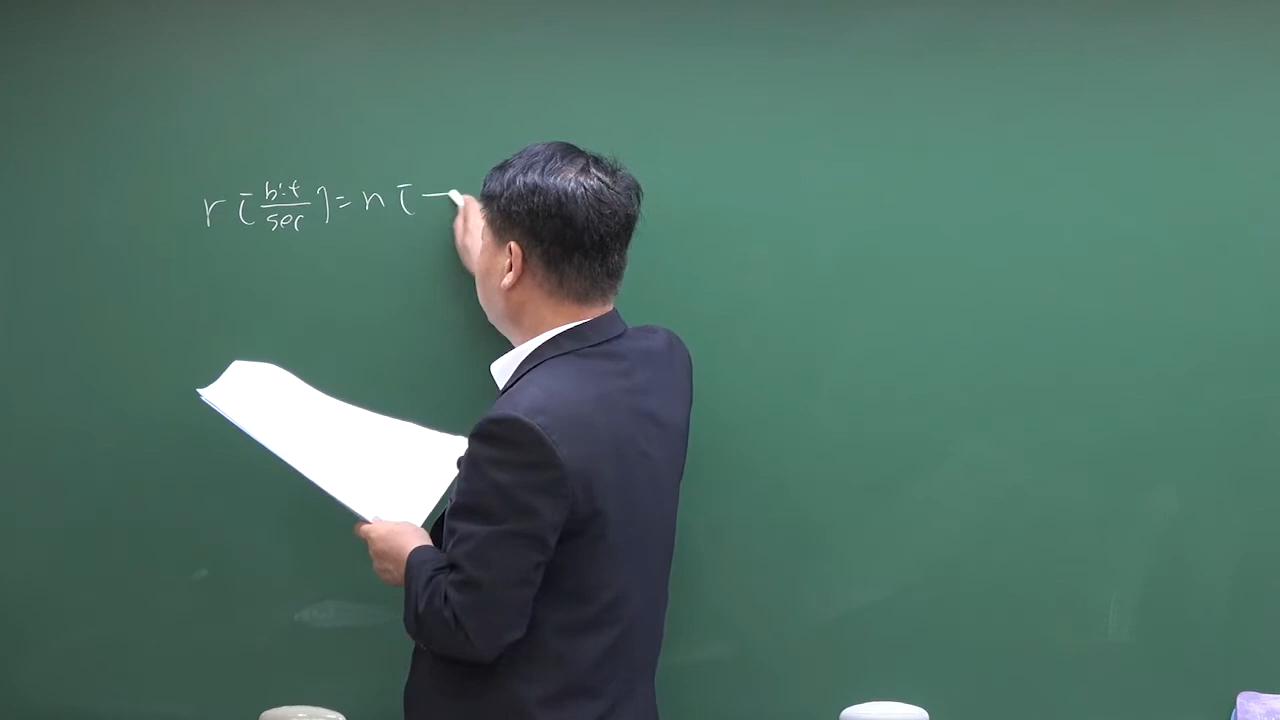 r [bit/sec] = n [